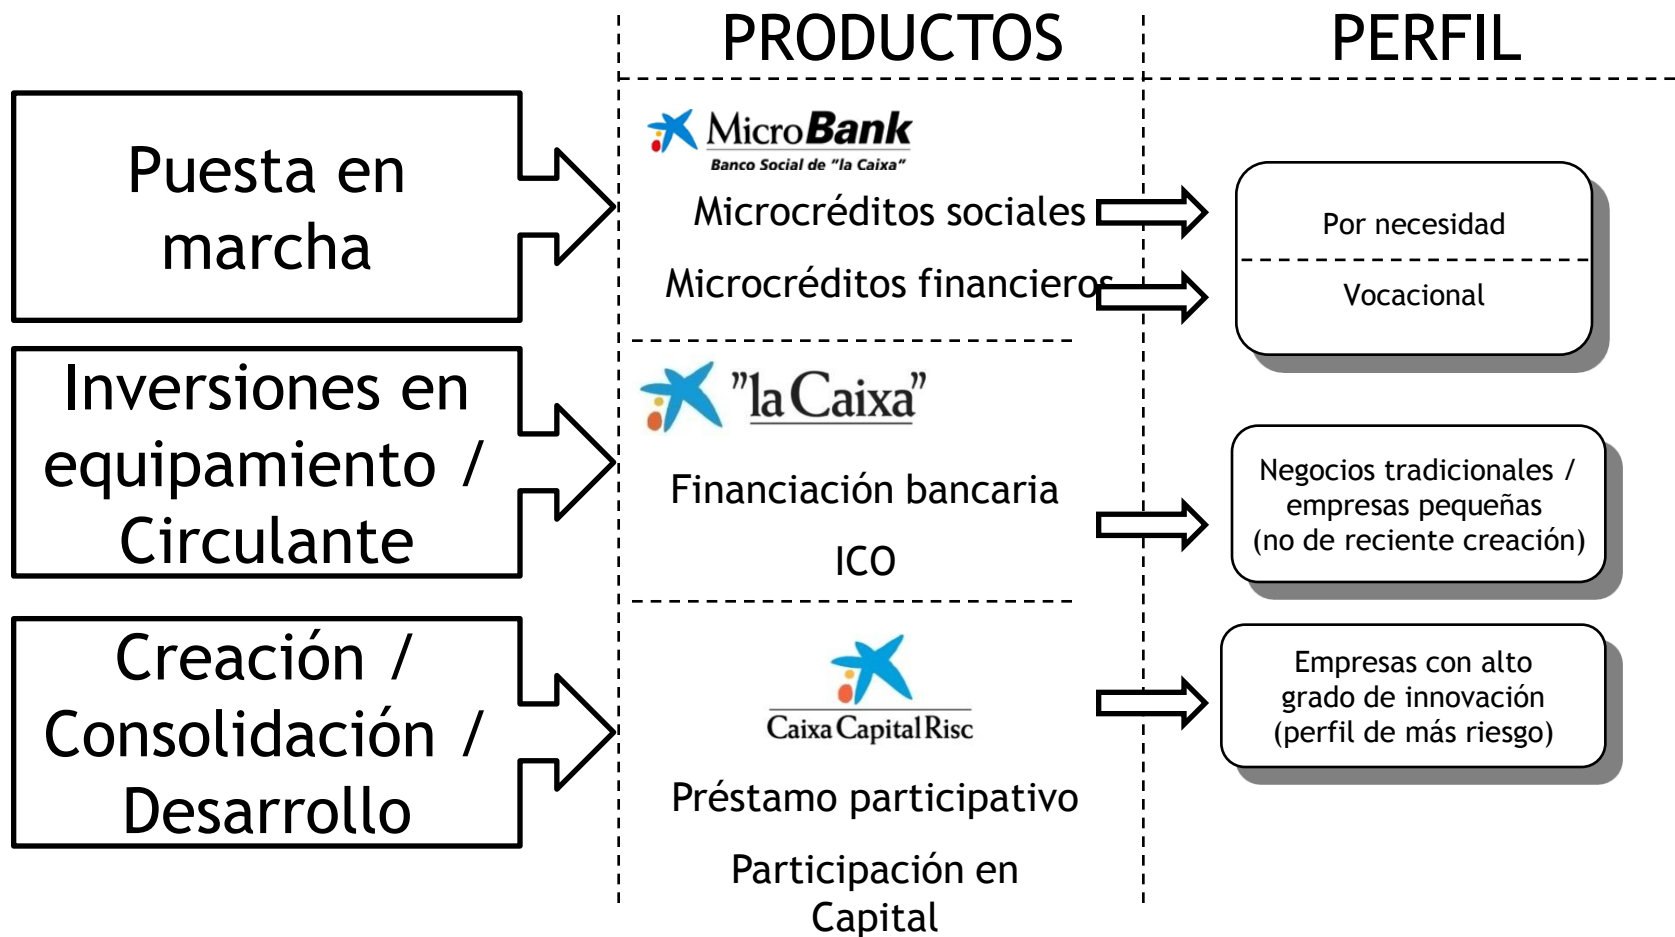 PRODUCTOS
PERFIL
Puesta en
marcha
MicroBank
Banco Social de "la Caixa"
Microcréditos sociales
Microcréditos financieros
Por necesidad
Vocacional
Inversiones en
equipamiento /
Circulante
"la Caixa"
Financiación bancaria
ICO
Negocios tradicionales /
empresas pequeñas
(no de reciente creación)
Creación /
Consolidación /
Desarrollo
Caixa Capital Risc
Préstamo participativo
Participación en
Capital
Empresas con alto
grado de innovación
(perfil de más riesgo)